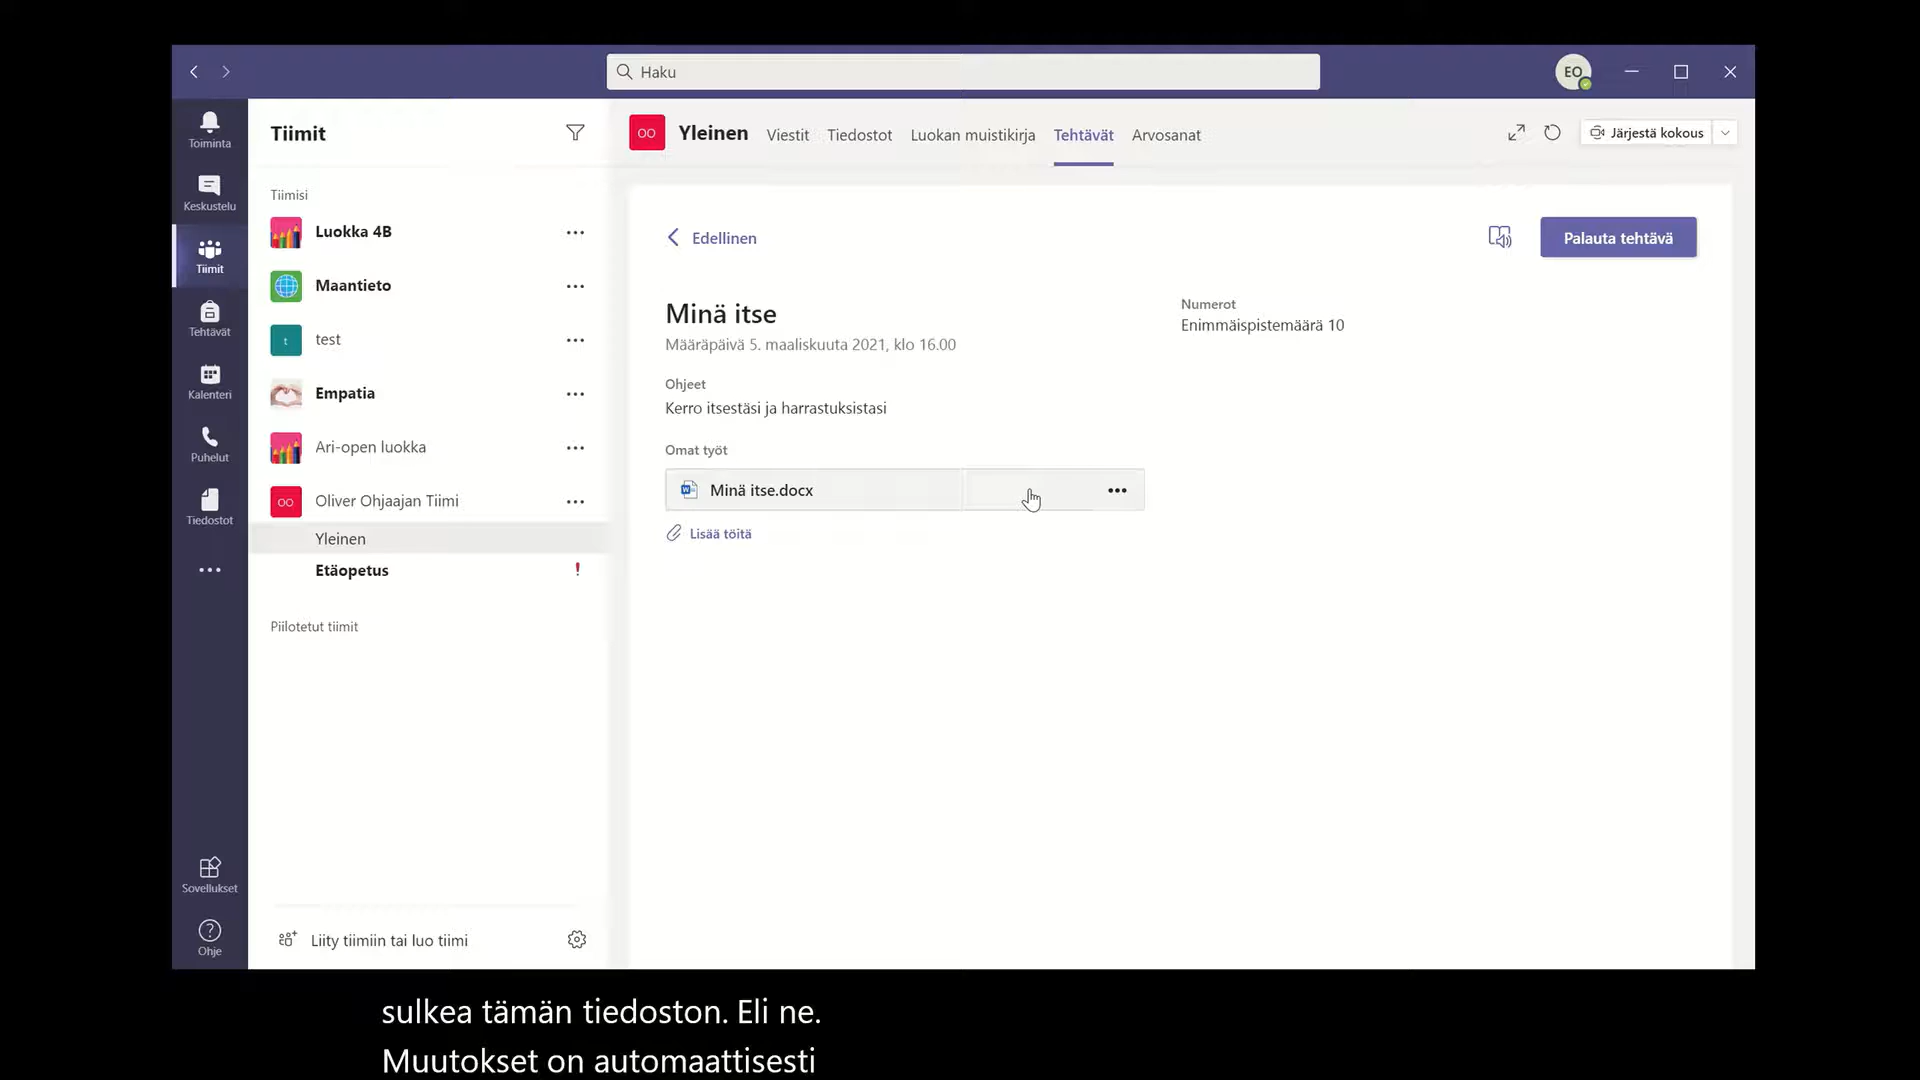 Haku
EO
Toiminta
Keskustelu
Tiimit
Tehtävät
Kalenteri
Puhelut
Tiedostot
Sovellukset
Ohje
Tiimit
Tiimisi
Luokka 4B
Maantieto
t test
Empatia
Ari-open luokka
OO Oliver Ohjaajan Tiimi
Yleinen
Etäopetus !
Piilotetut tiimit
Liity tiimiin tai luo tiimi
OO Yleinen Viestit Tiedostot Luokan muistikirja Tehtävät Arvosanat
Järjestä kokous
Edellinen
Palauta tehtävä
Minä itse
Määräpäivä 5. maaliskuuta 2021, klo 16.00
Numerot
Enimmäispistemäärä 10
Ohjeet
Kerro itsestäsi ja harrastuksistasi
Omat työt
Minä itse.docx
Lisää töitä
sulkea tämän tiedoston. Eli ne.
Muutokset on automaattisesti